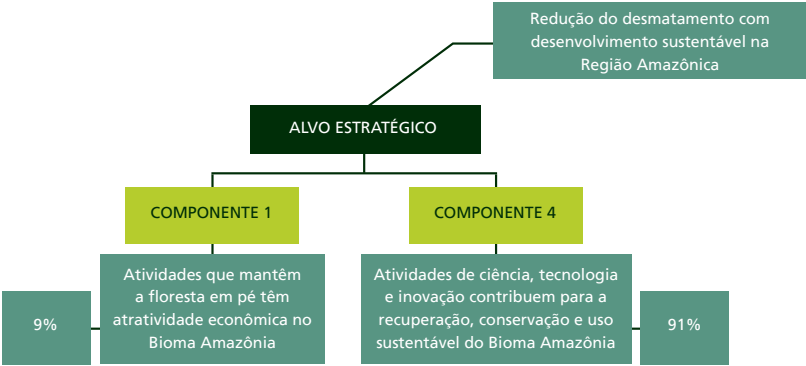 Redução do desmatamento com
desenvolvimento sustentável na
Região Amazônica
ALVO ESTRATÉGICO
COMPONENTE 1
COMPONENTE 4
Atividades que mantêm
a floresta em pé têm
atratividade econômica no
Bioma Amazônia
9%
Atividades de ciência, tecnologia
e inovação contribuem para a
recuperação, conservação e uso
sustentável do Bioma Amazônia
91%